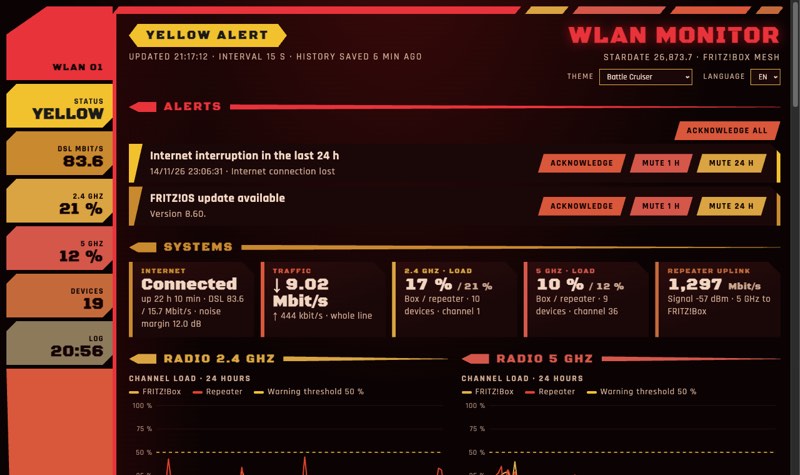 WLAN 01
STATUS
YELLOW
DSL MBIT/S
83.6
2.4 GHZ
21 %
5 GHZ
12 %
DEVICES
19
LOG
20:56
YELLOW ALERT
UPDATED 21:17:12 · INTERVAL 15 S · HISTORY SAVED 6 MIN AGO
WLAN MONITOR
STARDATE 26,873.7 · FRITZ!BOX MESH
THEME Battle Cruiser LANGUAGE EN
ALERTS
ACKNOWLEDGE ALL
Internet interruption in the last 24 h
14/11/26 23:06:31 · Internet connection lost
ACKNOWLEDGE MUTE 1 H MUTE 24 H
FRITZ!OS update available
Version 8.60.
ACKNOWLEDGE MUTE 1 H MUTE 24 H
SYSTEMS
INTERNET
Connected
up 22 h 10 min · DSL 83.6
/ 15.7 Mbit/s · noise
margin 12.0 dB
TRAFFIC
↓ 9.02
Mbit/s
↑ 444 kbit/s · whole line
2.4 GHZ · LOAD
17 % / 21 %
Box / repeater · 10
devices · channel 1
5 GHZ · LOAD
10 % / 12 %
Box / repeater · 9
devices · channel 36
REPEATER UPLINK
1,297 Mbit/s
Signal -57 dBm · 5 GHz to
FRITZ!Box
RADIO 2.4 GHZ
CHANNEL LOAD · 24 HOURS
FRITZ!Box Repeater Warning threshold 50 %
100 %
75 %
50 %
25 %
RADIO 5 GHZ
CHANNEL LOAD · 24 HOURS
FRITZ!Box Repeater Warning threshold 50 %
100 %
75 %
50 %
25 %